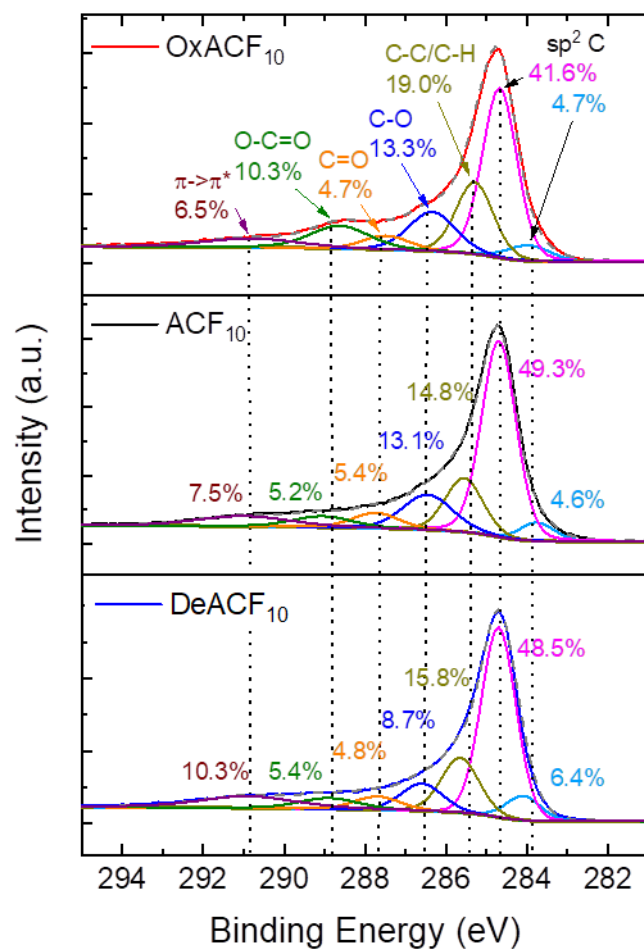 OxACF₁₀
sp² C
C-C/C-H
41.6%
19.0%
4.7%
C-O
O-C=O
13.3%
10.3%
C=O
4.7%
π->π*
6.5%
ACF₁₀
49.3%
14.8%
13.1%
5.4%
5.2%
7.5%
4.6%
DeACF₁₀
48.5%
15.8%
8.7%
4.8%
5.4%
10.3%
6.4%
Intensity (a.u.)
294 292 290 288 286 284 282
Binding Energy (eV)